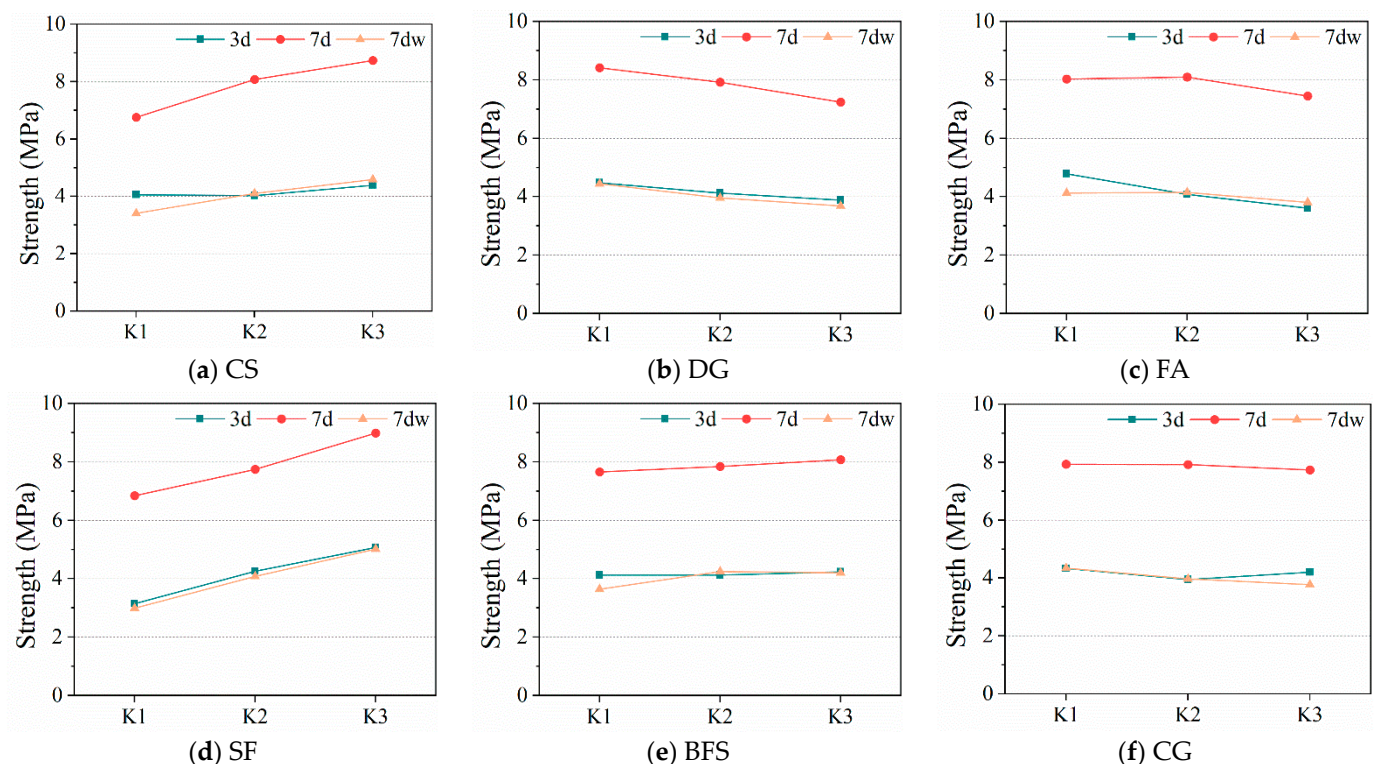 10
8
6
4
2
0
Strength (MPa)
3d 7d 7dw
K1 K2 K3
(a) CS
10
8
6
4
2
0
Strength (MPa)
3d 7d 7dw
K1 K2 K3
(b) DG
10
8
6
4
2
0
Strength (MPa)
3d 7d 7dw
K1 K2 K3
(c) FA
10
8
6
4
2
0
Strength (MPa)
3d 7d 7dw
K1 K2 K3
(d) SF
10
8
6
4
2
0
Strength (MPa)
3d 7d 7dw
K1 K2 K3
(e) BFS
10
8
6
4
2
0
Strength (MPa)
3d 7d 7dw
K1 K2 K3
(f) CG